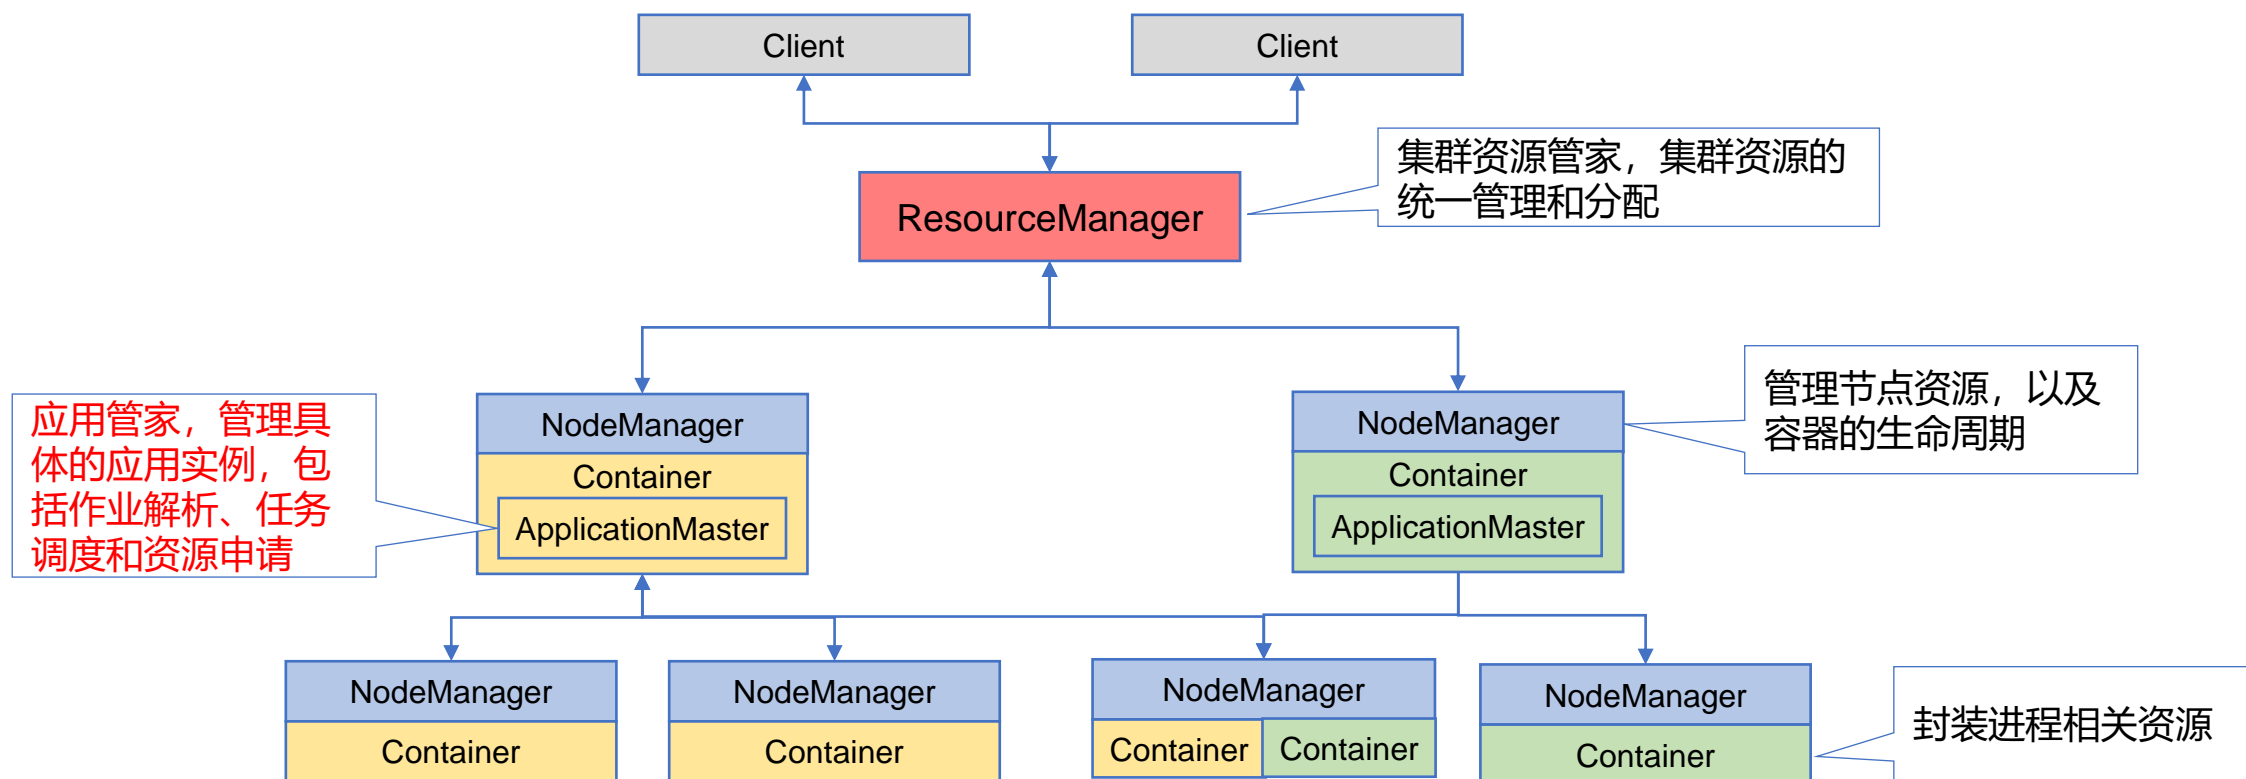 Client
Client
集群资源管家，集群资源的
统一管理和分配
ResourceManager
管理节点资源，以及
容器的生命周期
应用管家，管理具
体的应用实例，包
括作业解析、任务
调度和资源申请
NodeManager
Container
ApplicationMaster
NodeManager
Container
ApplicationMaster
NodeManager
Container
NodeManager
Container
NodeManager
Container
Container
NodeManager
Container
封装进程相关资源